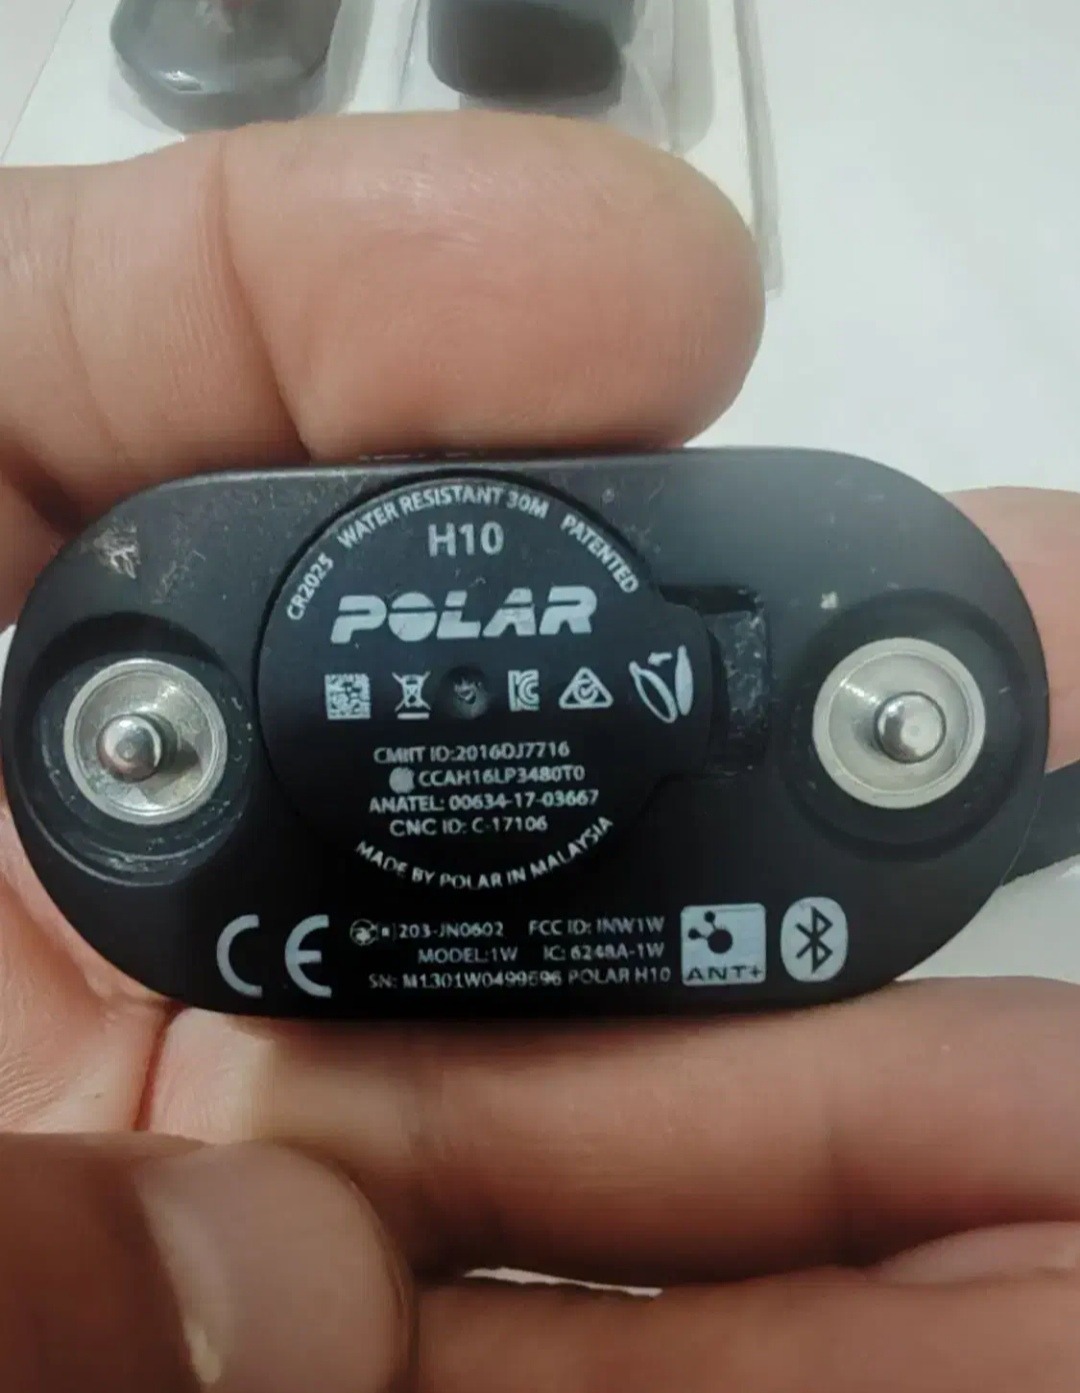 CR2025 WATER RESISTANT 30M PATENTED
H10
POLAR
CMIIT ID:2016DJ7716
CCAH16LP3480T0
ANATEL: 00634-17-03667
CNC ID: C-17106
MADE BY POLAR IN MALAYSIA
CE
R 203-JN0602 FCC ID: INW1W
MODEL:1W IC: 6248A-1W
SN: M1301W0499696 POLAR H10
ANT+